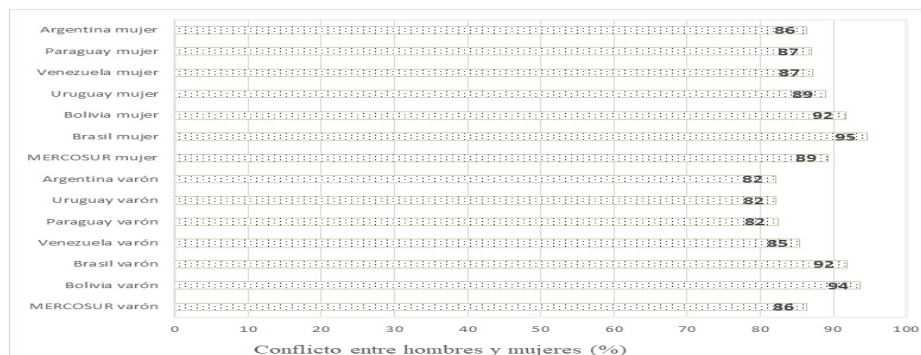 Argentina mujer 86
Paraguay mujer 87
Venezuela mujer 87
Uruguay mujer 89
Bolivia mujer 92
Brasil mujer 95
MERCOSUR mujer 89
Argentina varón 82
Uruguay varón 82
Paraguay varón 82
Venezuela varón 85
Brasil varón 92
Bolivia varón 94
MERCOSUR varón 86
0 10 20 30 40 50 60 70 80 90 100
Conflicto entre hombres y mujeres (%)